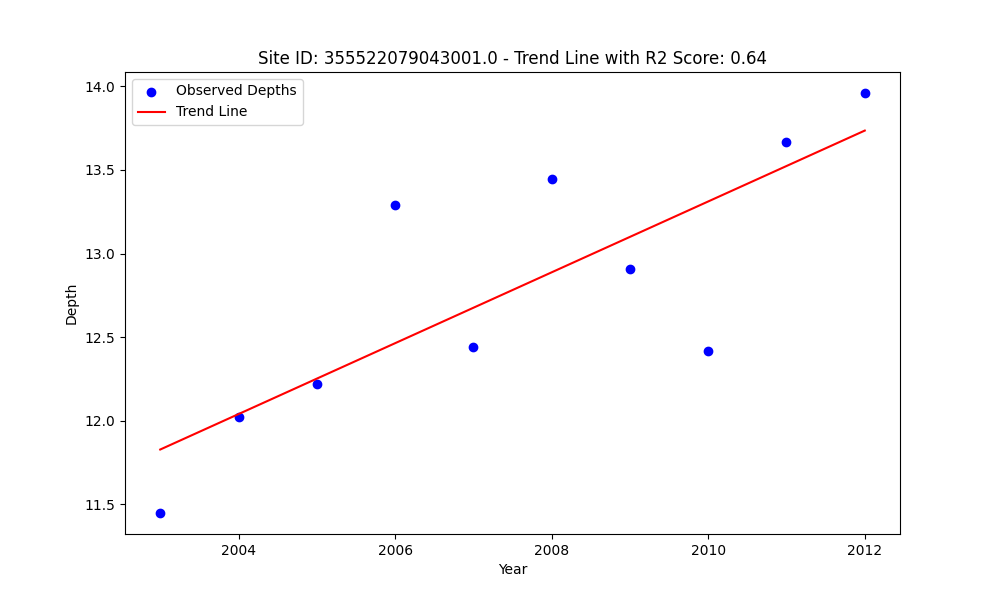 Site ID: 355522079043001.0 - Trend Line with R2 Score: 0.64
Observed Depths
Trend Line
14.0
13.5
13.0
12.5
12.0
11.5
Depth
2004
2006
2008
2010
2012
Year